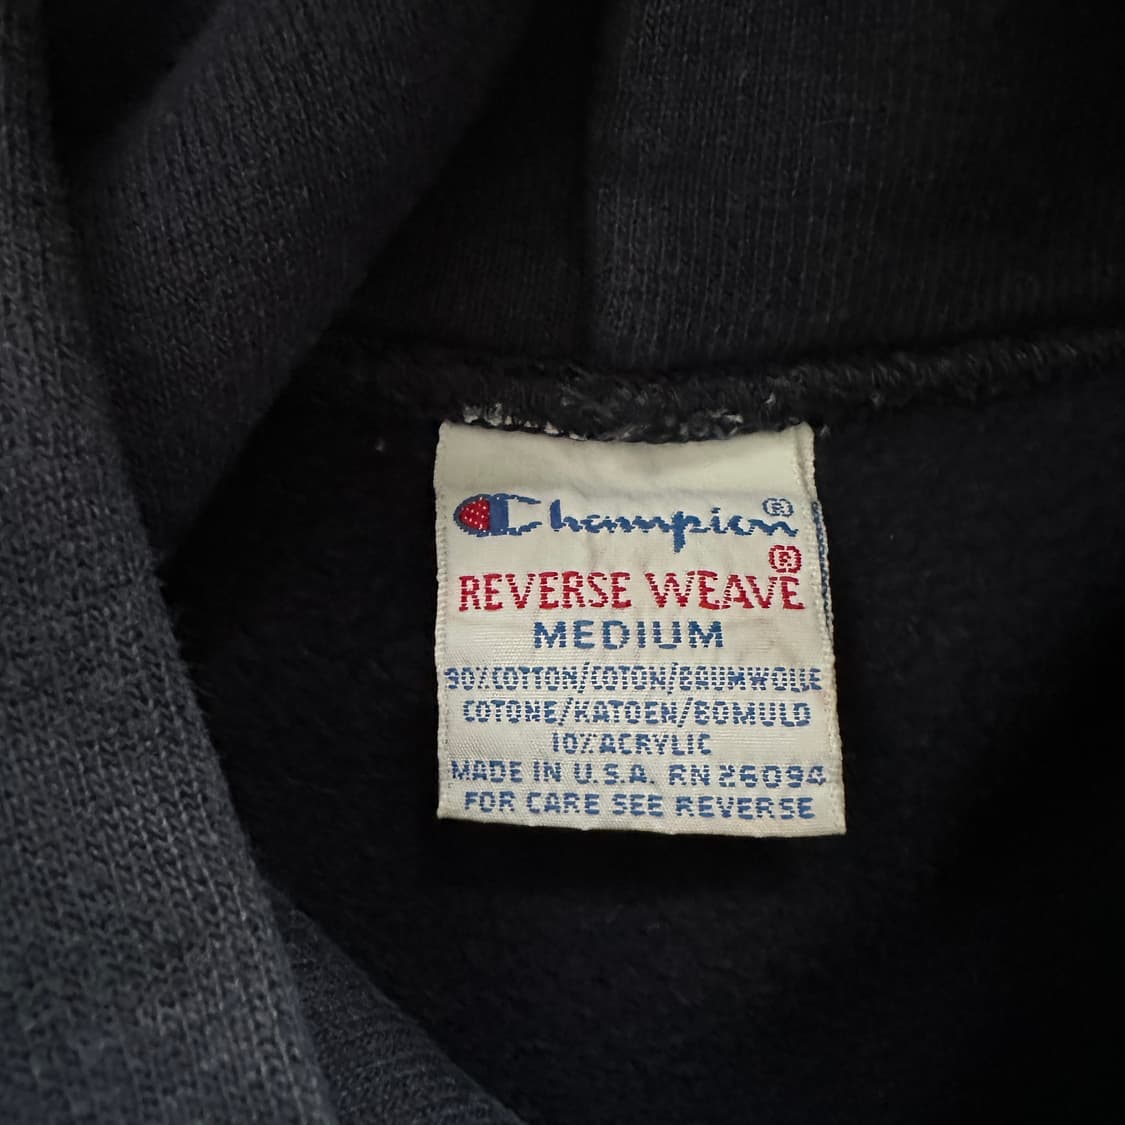 Champion®
REVERSE WEAVE®
MEDIUM
90%COTTON/COTON/BAUMWOLLE
COTONE/KATOEN/BOMULD
10%ACRYLIC
MADE IN U.S.A. RN 26094
FOR CARE SEE REVERSE